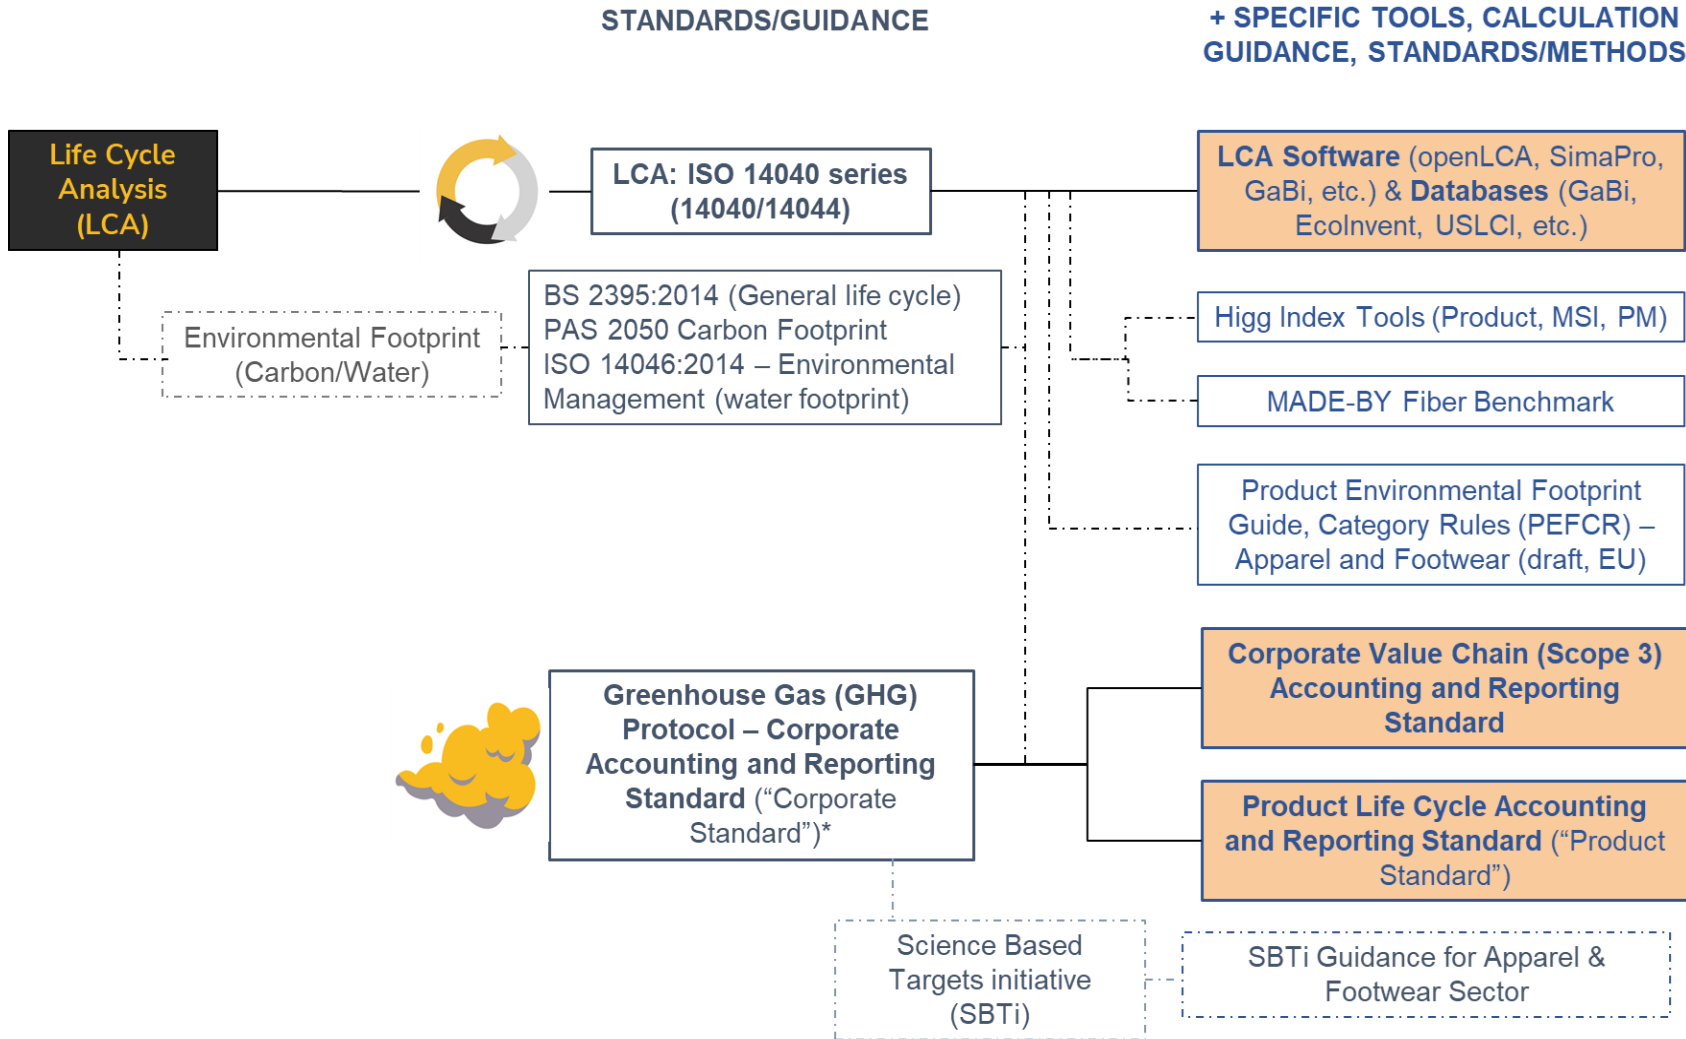 STANDARDS/GUIDANCE
+ SPECIFIC TOOLS, CALCULATION
GUIDANCE, STANDARDS/METHODS
Life Cycle
Analysis
(LCA)
LCA: ISO 14040 series
(14040/14044)
LCA Software (openLCA, SimaPro,
GaBi, etc.) & Databases (GaBi,
EcoInvent, USLCI, etc.)
Environmental Footprint
(Carbon/Water)
BS 2395:2014 (General life cycle)
PAS 2050 Carbon Footprint
ISO 14046:2014 – Environmental
Management (water footprint)
Higg Index Tools (Product, MSI, PM)
MADE-BY Fiber Benchmark
Product Environmental Footprint
Guide, Category Rules (PEFCR) –
Apparel and Footwear (draft, EU)
Greenhouse Gas (GHG)
Protocol – Corporate
Accounting and Reporting
Standard (“Corporate
Standard”)*
Corporate Value Chain (Scope 3)
Accounting and Reporting
Standard
Product Life Cycle Accounting
and Reporting Standard (“Product
Standard”)
Science Based
Targets initiative
(SBTi)
SBTi Guidance for Apparel &
Footwear Sector